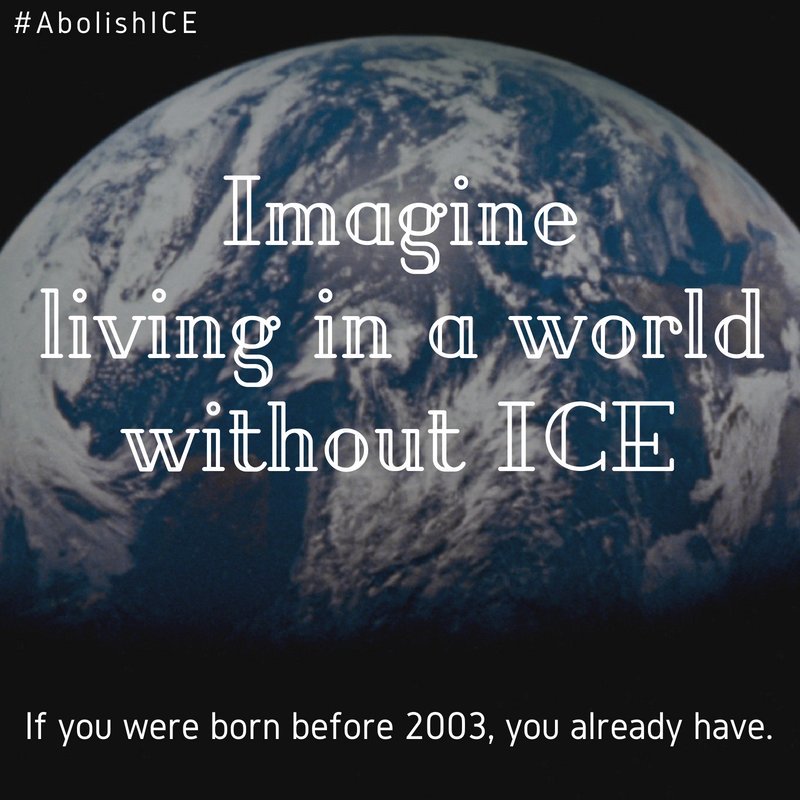 #AbolishICE
Imagine
living in a world
without ICE
If you were born before 2003, you already have.